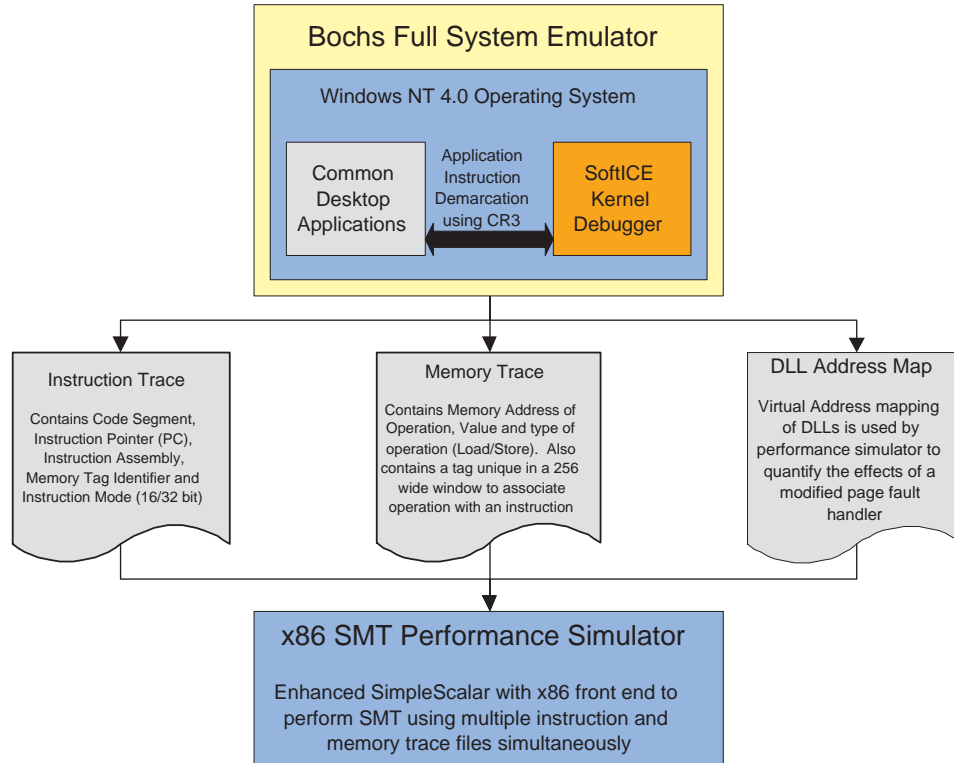 Bochs Full System Emulator
Windows NT 4.0 Operating System
Common
Desktop
Applications
Application
Instruction
Demarcation
using CR3
SoftICE
Kernel
Debugger
Instruction Trace
Contains Code Segment,
Instruction Pointer (PC),
Instruction Assembly,
Memory Tag Identifier and
Instruction Mode (16/32 bit)
Memory Trace
Contains Memory Address of
Operation, Value and type of
operation (Load/Store). Also
contains a tag unique in a 256
wide window to associate
operation with an instruction
DLL Address Map
Virtual Address mapping
of DLLs is used by
performance simulator to
quantify the effects of a
modified page fault
handler
x86 SMT Performance Simulator
Enhanced SimpleScalar with x86 front end to
perform SMT using multiple instruction and
memory trace files simultaneously